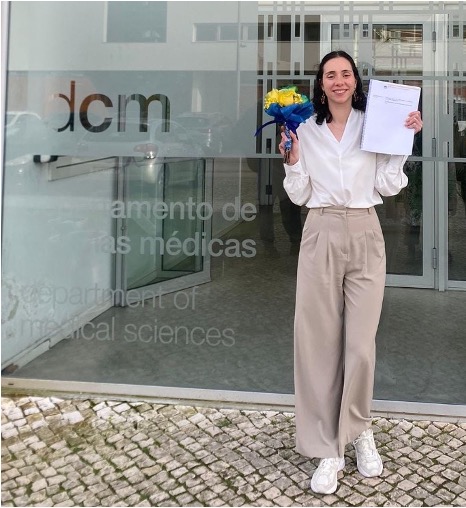 dcm
amento de
as médicas
department of
medical sciences